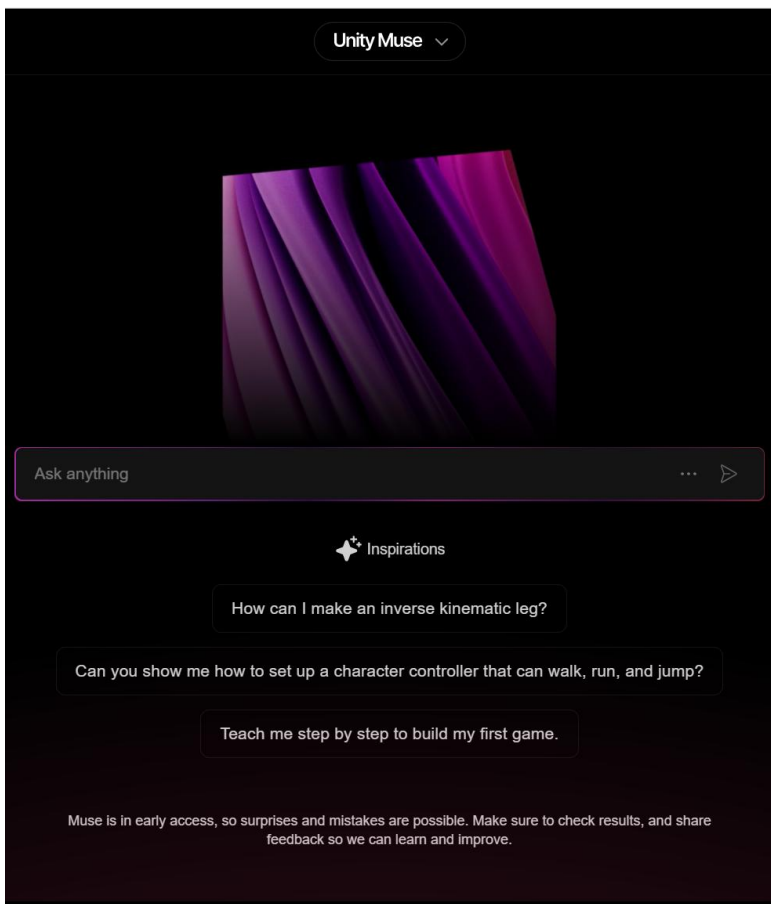 Unity Muse
Ask anything
Inspirations
How can I make an inverse kinematic leg?
Can you show me how to set up a character controller that can walk, run, and jump?
Teach me step by step to build my first game.
Muse is in early access, so surprises and mistakes are possible. Make sure to check results, and share
feedback so we can learn and improve.